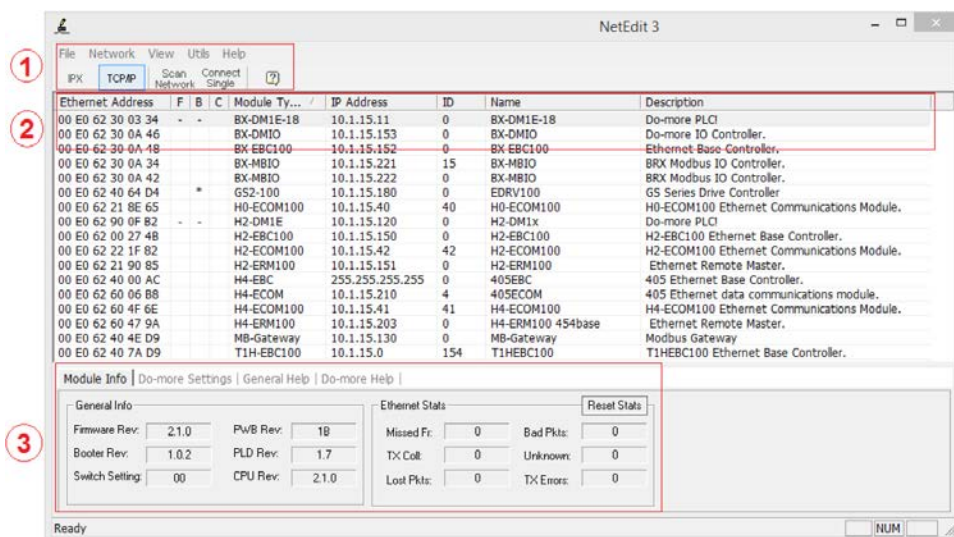 NetEdit 3
1
File Network View Utils Help
IPX TCP/IP Scan Network Connect Single ?
2
Ethernet Address F B C Module Ty... / IP Address ID Name Description
00 E0 62 30 03 34 - - BX-DM1E-18 10.1.15.11 0 BX-DM1E-18 Do-more PLC!
00 E0 62 30 0A 46 BX-DMIO 10.1.15.153 0 BX-DMIO Do-more IO Controller.
00 E0 62 30 0A 48 BX-EBC100 10.1.15.152 0 BX-EBC100 Ethernet Base Controller.
00 E0 62 30 0A 34 BX-MBIO 10.1.15.221 15 BX-MBIO BRX Modbus IO Controller.
00 E0 62 30 0A 42 BX-MBIO 10.1.15.222 0 BX-MBIO BRX Modbus IO Controller.
00 E0 62 40 64 D4 * GS2-100 10.1.15.180 0 EDRV100 GS Series Drive Controller
00 E0 62 21 8E 65 H0-ECOM100 10.1.15.40 40 H0-ECOM100 H0-ECOM100 Ethernet Communications Module.
00 E0 62 90 0F B2 - - H2-DM1E 10.1.15.120 0 H2-DM1x Do-more PLC!
00 E0 62 00 27 4B H2-EBC100 10.1.15.150 0 H2-EBC100 H2-EBC100 Ethernet Base Controller.
00 E0 62 22 1F 82 H2-ECOM100 10.1.15.42 42 H2-ECOM100 H2-ECOM100 Ethernet Communications Module.
00 E0 62 21 90 85 H2-ERM100 10.1.15.151 0 H2-ERM100 Ethernet Remote Master.
00 E0 62 40 00 AC H4-EBC 255.255.255.255 0 405EBC 405 Ethernet Base Controller.
00 E0 62 60 06 B8 H4-ECOM 10.1.15.210 4 405ECOM 405 Ethernet data communications module.
00 E0 62 60 4F 6E H4-ECOM100 10.1.15.41 41 H4-ECOM100 H4-ECOM100 Ethernet Communications Module.
00 E0 62 60 47 9A H4-ERM100 10.1.15.203 0 H4-ERM100 454base Ethernet Remote Master.
00 E0 62 40 4E D9 MB-Gateway 10.1.15.130 0 MB-Gateway Modbus Gateway
00 E0 62 40 7A D9 T1H-EBC100 10.1.15.0 154 T1HEBC100 T1HEBC100 Ethernet Base Controller.
3
Module Info | Do-more Settings | General Help | Do-more Help |
General Info Ethernet Stats Reset Stats
Firmware Rev: 2.1.0 PWB Rev: 1B Missed Fr: 0 Bad Pkts: 0
Booter Rev: 1.0.2 PLD Rev: 1.7 TX Coll: 0 Unknown: 0
Switch Setting: 00 CPU Rev: 2.1.0 Lost Pkts: 0 TX Errors: 0
Ready NUM